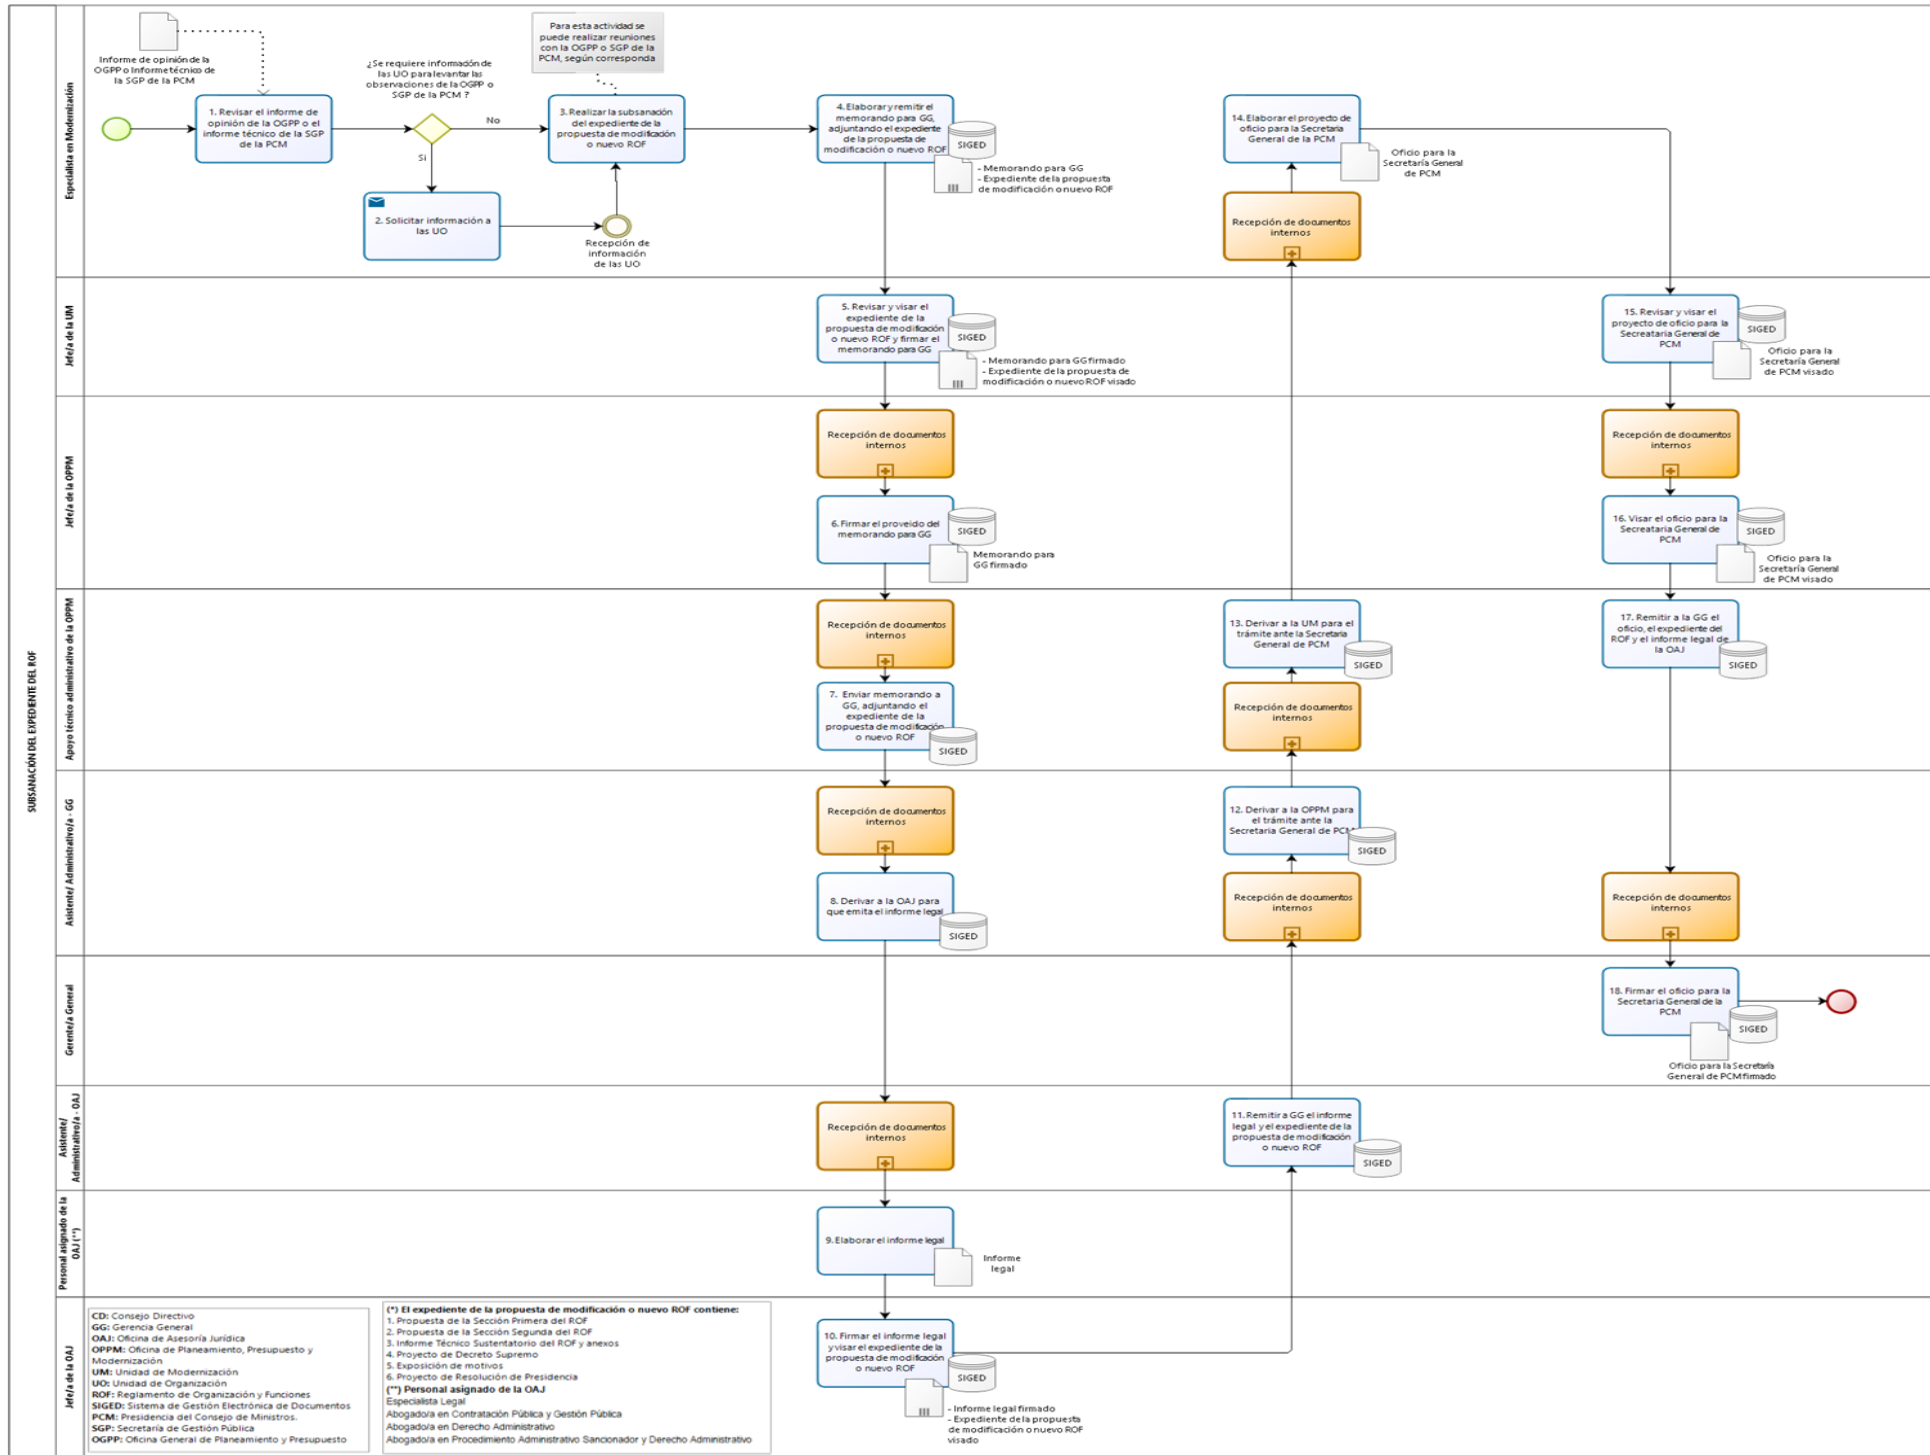 SUBSANACIÓN DEL EXPEDIENTE DEL ROF
Especialista en Modernización
Informe de opinión de la
OGPP o Informe técnico de
la SGP de la PCM
1. Revisar el informe de
opinión de la OGPP o el
informe técnico de la SGP
de la PCM
¿Se requiere información de
las UO para levantar las
observaciones de la OGPP o
SGP de la PCM ?
No
Si
2. Solicitar información a
las UO
Recepción de
información
de las UO
Para esta actividad se
puede realizar reuniones
con la OGPP o SGP de la
PCM, según corresponda
3. Realizar la subsanación
del expediente de la
propuesta de modificación
o nuevo ROF
4. Elaborar y remitir el
memorando para GG,
adjuntando el expediente
de la propuesta de
modificación o nuevo ROF
SIGED
- Memorando para GG
- Expediente de la propuesta
de modificación o nuevo ROF
14. Elaborar el proyecto de
oficio para la Secretaria
General de la PCM
Oficio para la
Secretaría General
de PCM
Recepción de documentos
internos
Jefe/a de la UM
5. Revisar y visar el
expediente de la
propuesta de modificación
o nuevo ROF y firmar el
memorando para GG
SIGED
- Memorando para GG firmado
- Expediente de la propuesta de
modificación o nuevo ROF visado
15. Revisar y visar el
proyecto de oficio para la
Secreataria General de
PCM
SIGED
Oficio para la
Secretaría General
de PCM visado
Jefe/a de la OPPM
Recepción de documentos
internos
6. Firmar el proveido del
memorando para GG
SIGED
Memorando para
GG firmado
Recepción de documentos
internos
16. Visar el oficio para la
Secreataria General de
PCM
SIGED
Oficio para la
Secretaría General
de PCM visado
Apoyo técnico administrativo de la OPPM
Recepción de documentos
internos
7. Enviar memorando a
GG, adjuntando el
expediente de la
propuesta de modificación
o nuevo ROF
SIGED
13. Derivar a la UM para el
trámite ante la Secretaria
General de PCM
SIGED
Recepción de documentos
internos
17. Remitir a la GG el
oficio, el expediente del
ROF y el informe legal de
la OAJ
SIGED
Asistente/ Administrativo/a - GG
Recepción de documentos
internos
8. Derivar a la OAJ para
que emita el informe legal
SIGED
12. Derivar a la OPPM para
el trámite ante la
Secretaria General de PCM
SIGED
Recepción de documentos
internos
Recepción de documentos
internos
Gerente/a General
18. Firmar el oficio para la
Secretaria General de la
PCM
SIGED
Oficio para la Secretaría
General de PCM firmado
Asistente/
Administrativo/a - OAJ
Recepción de documentos
internos
11. Remitir a GG el informe
legal y el expediente de la
propuesta de modificación
o nuevo ROF
SIGED
Personal asignado de la
OAJ (**)
9. Elaborar el informe legal
Informe
legal
Jefe/a de la OAJ
CD: Consejo Directivo
GG: Gerencia General
OAJ: Oficina de Asesoría Jurídica
OPPM: Oficina de Planeamiento, Presupuesto y
Modernización
UM: Unidad de Modernización
UO: Unidad de Organización
ROF: Reglamento de Organización y Funciones
SIGED: Sistema de Gestión Electrónica de Documentos
PCM: Presidencia del Consejo de Ministros.
SGP: Secretaría de Gestión Pública
OGPP: Oficina General de Planeamiento y Presupuesto
(*) El expediente de la propuesta de modificación o nuevo ROF contiene:
1. Propuesta de la Sección Primera del ROF
2. Propuesta de la Sección Segunda del ROF
3. Informe Técnico Sustentatorio del ROF y anexos
4. Proyecto de Decreto Supremo
5. Exposición de motivos
6. Proyecto de Resolución de Presidencia
(**) Personal asignado de la OAJ
Especialista Legal
Abogado/a en Contratación Pública y Gestión Pública
Abogado/a en Derecho Administrativo
Abogado/a en Procedimiento Administrativo Sancionador y Derecho Administrativo
10. Firmar el informe legal
y visar el expediente de la
propuesta de modificación
o nuevo ROF
SIGED
- Informe legal firmado
- Expediente de la propuesta
de modificación o nuevo ROF
visado